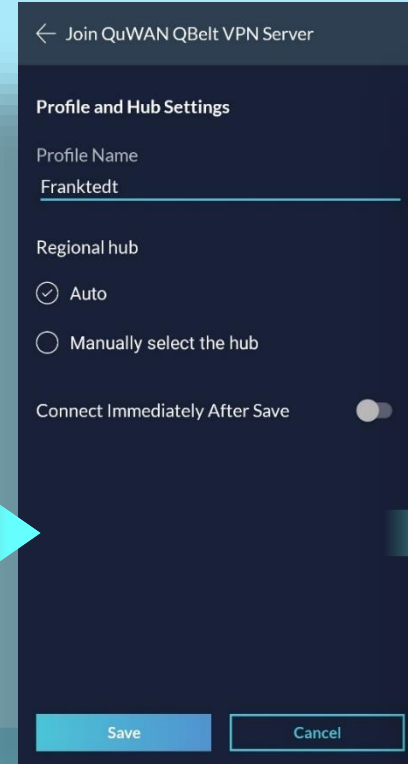 Join QuWAN QBelt VPN Server
Profile and Hub Settings
Profile Name
Franktedt
Regional hub
Auto
Manually select the hub
Connect Immediately After Save
Save
Cancel